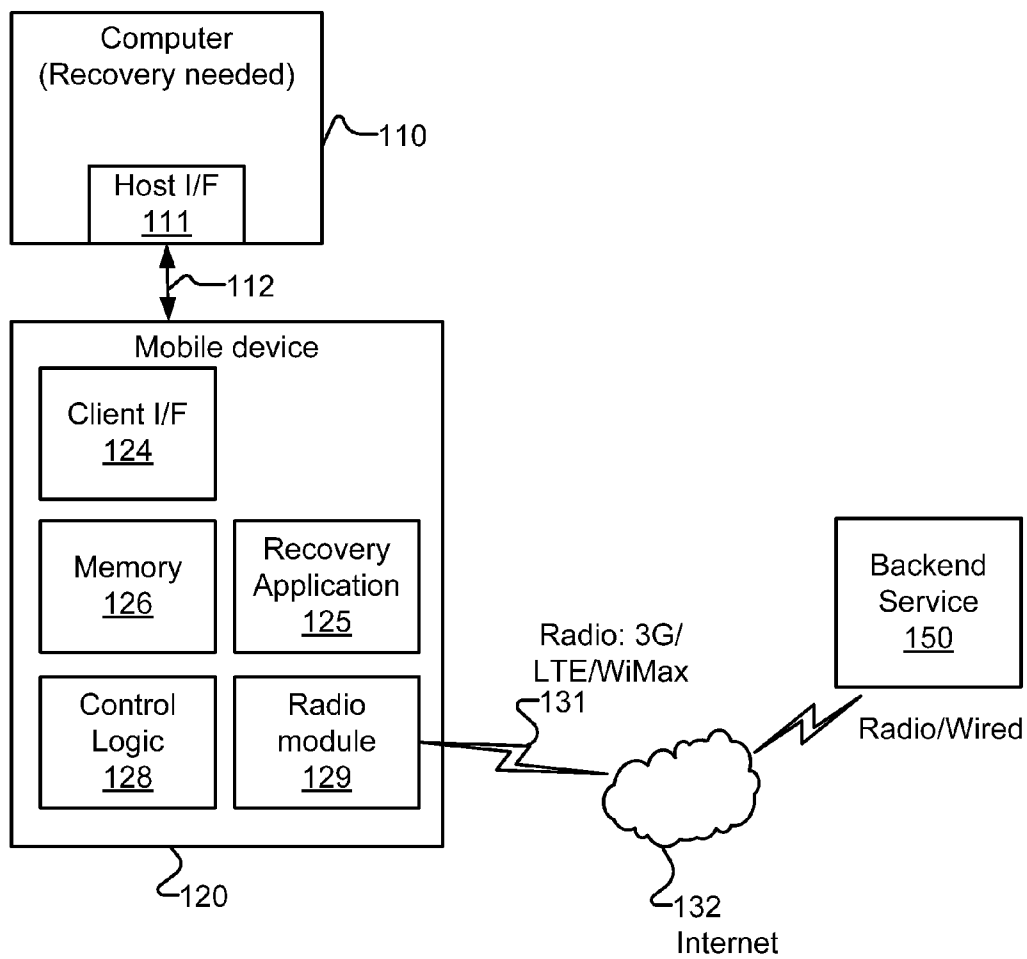 Computer
(Recovery needed)
110
Host I/F
111
112
Mobile device
Client I/F
124
Memory
126
Recovery
Application
125
Control
Logic
128
Radio
module
129
120
Radio: 3G/
LTE/WiMax
131
132
Internet
Backend
Service
150
Radio/Wired